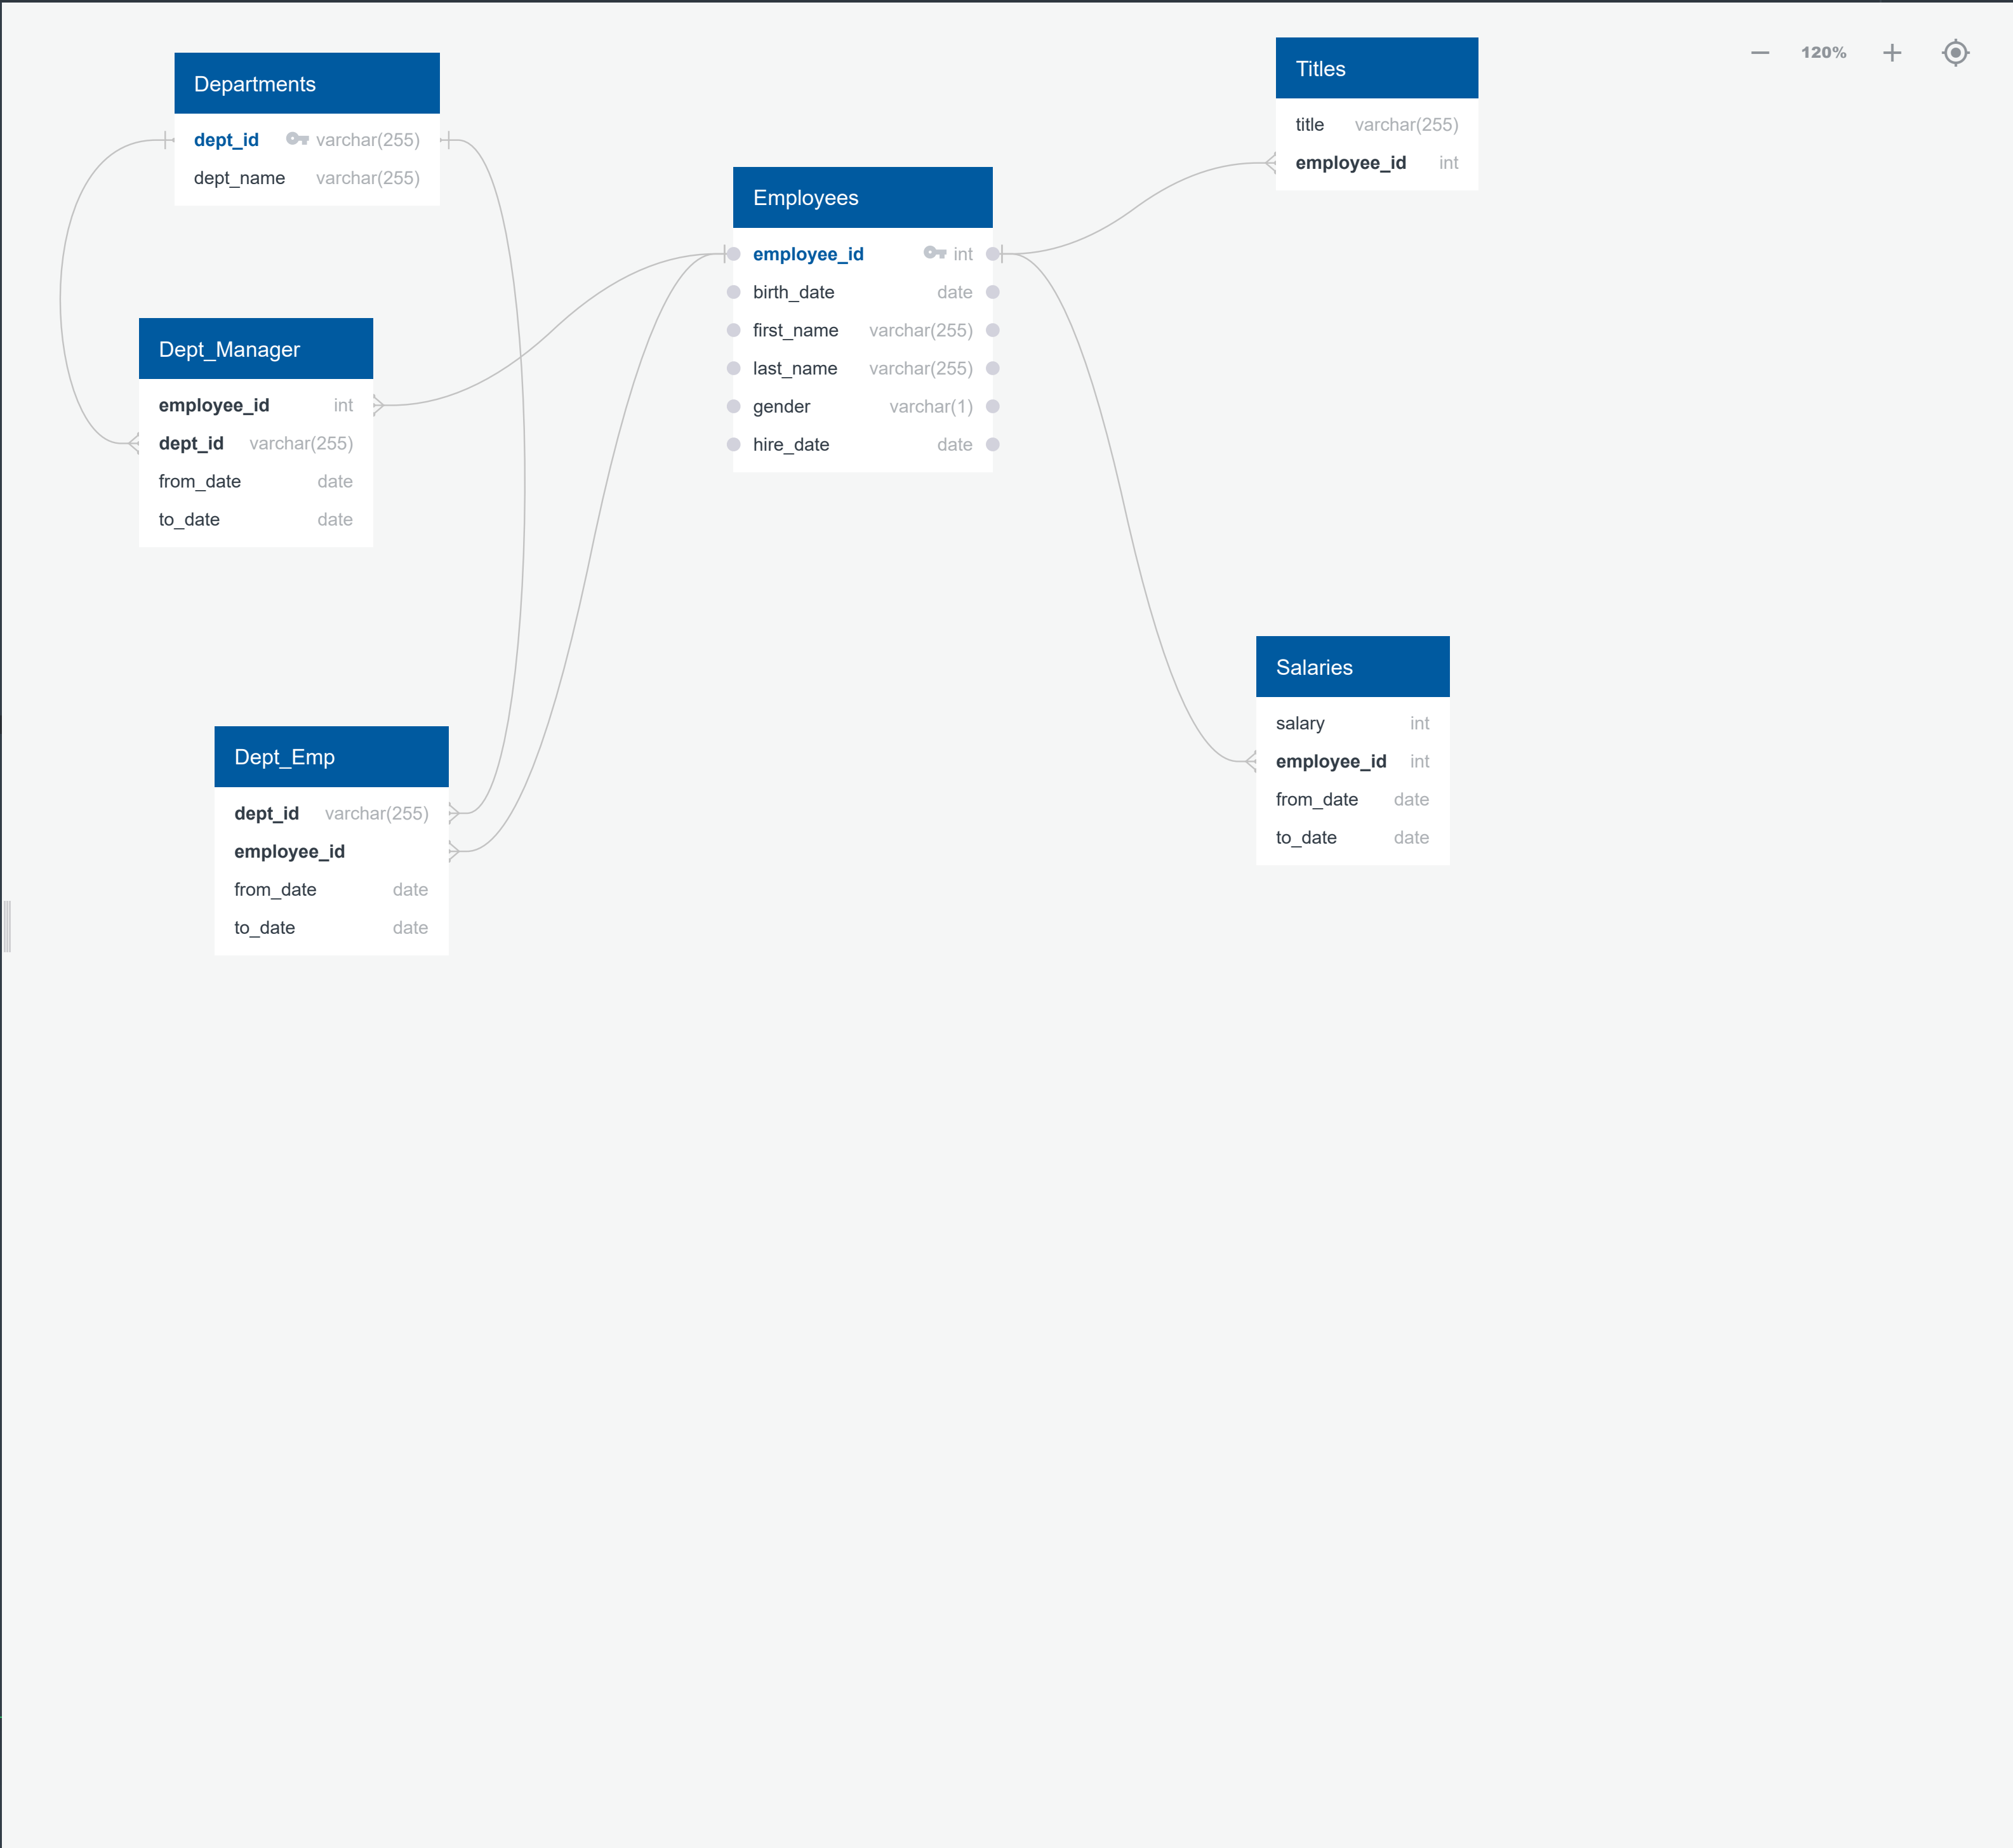 Departments
dept_id varchar(255)
dept_name varchar(255)
Dept_Manager
employee_id int
dept_id varchar(255)
from_date date
to_date date
Dept_Emp
dept_id varchar(255)
employee_id
from_date date
to_date date
Employees
employee_id int
birth_date date
first_name varchar(255)
last_name varchar(255)
gender varchar(1)
hire_date date
Titles
title varchar(255)
employee_id int
Salaries
salary int
employee_id int
from_date date
to_date date
120%